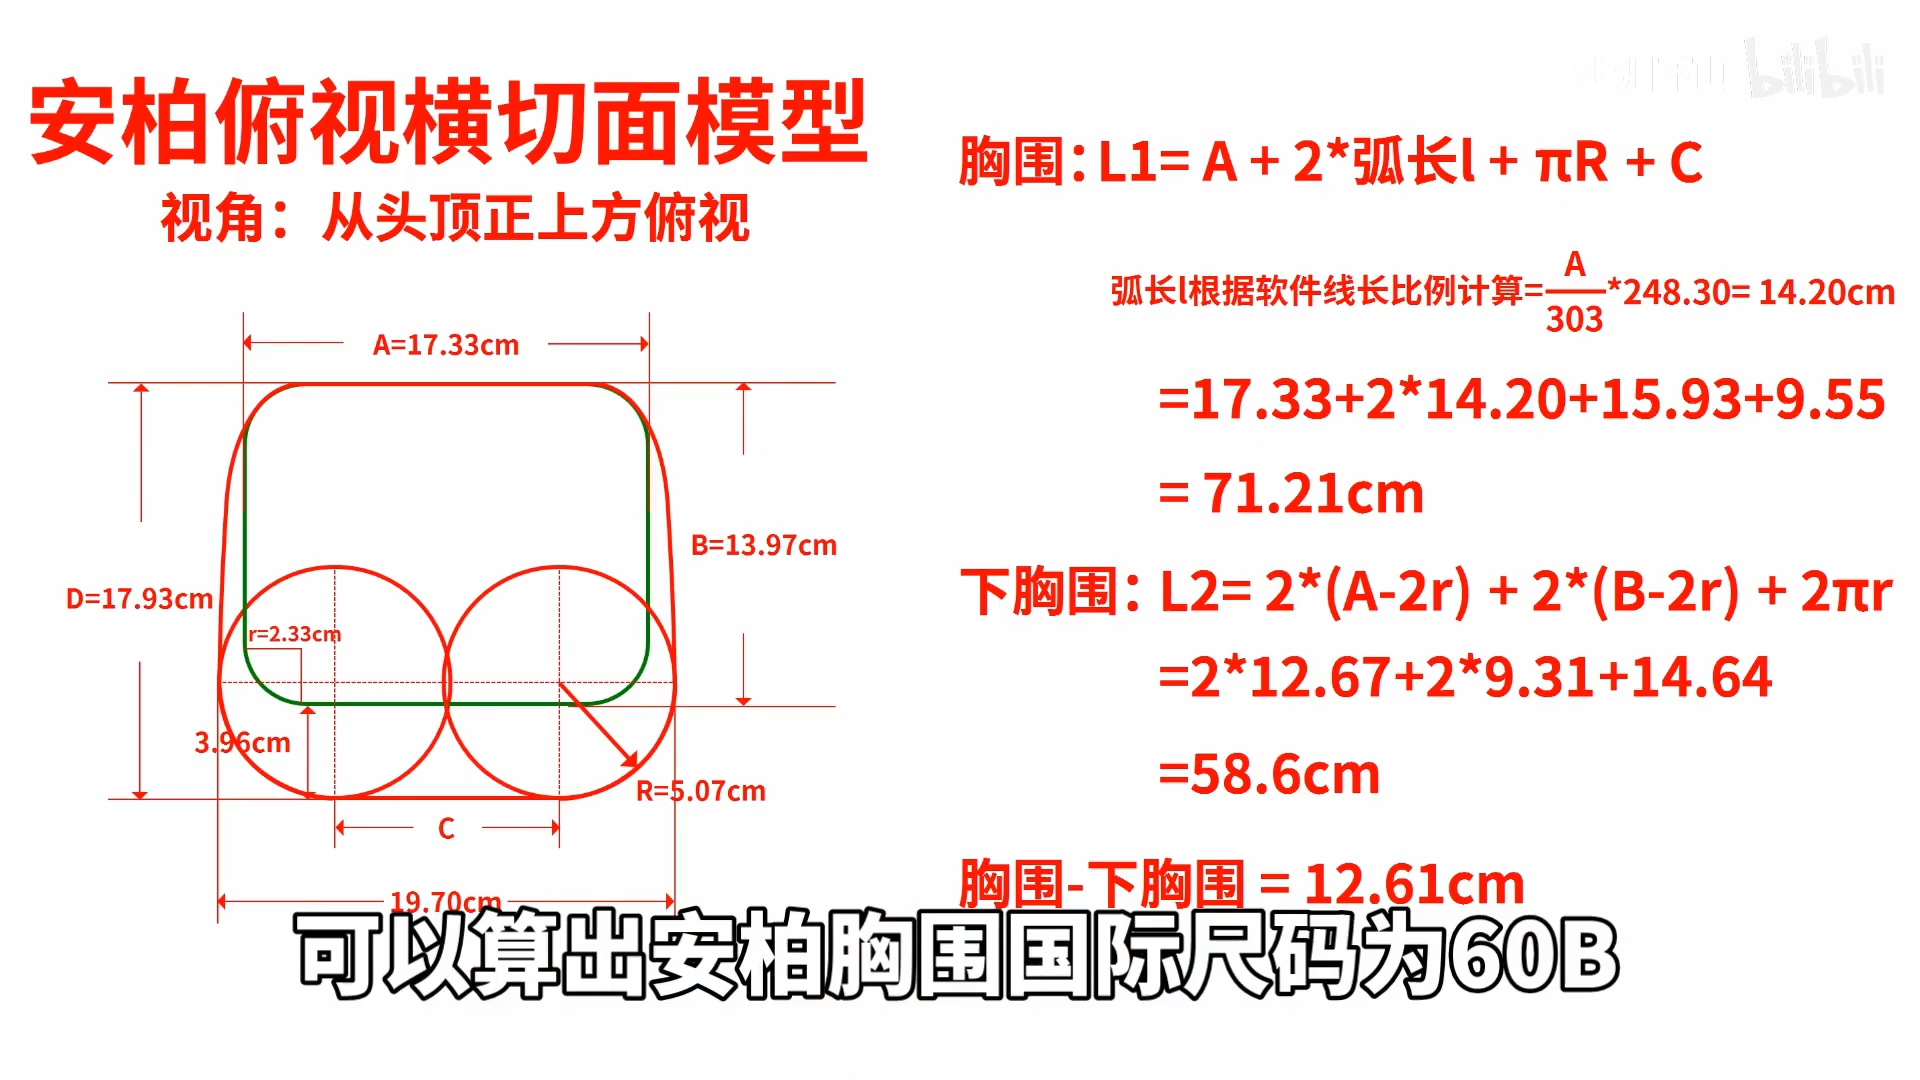 安柏俯视横切面模型
视角：从头顶正上方俯视
bilibili
胸围：L1= A + 2*弧长l + πR + C
弧长l根据软件线长比例计算=A/303*248.30= 14.20cm
=17.33+2*14.20+15.93+9.55
= 71.21cm
下胸围：L2= 2*(A-2r) + 2*(B-2r) + 2πr
=2*12.67+2*9.31+14.64
=58.6cm
胸围-下胸围 = 12.61cm
A=17.33cm
B=13.97cm
D=17.93cm
r=2.33cm
3.96cm
R=5.07cm
C
19.70cm
可以算出安柏胸围国际尺码为60B